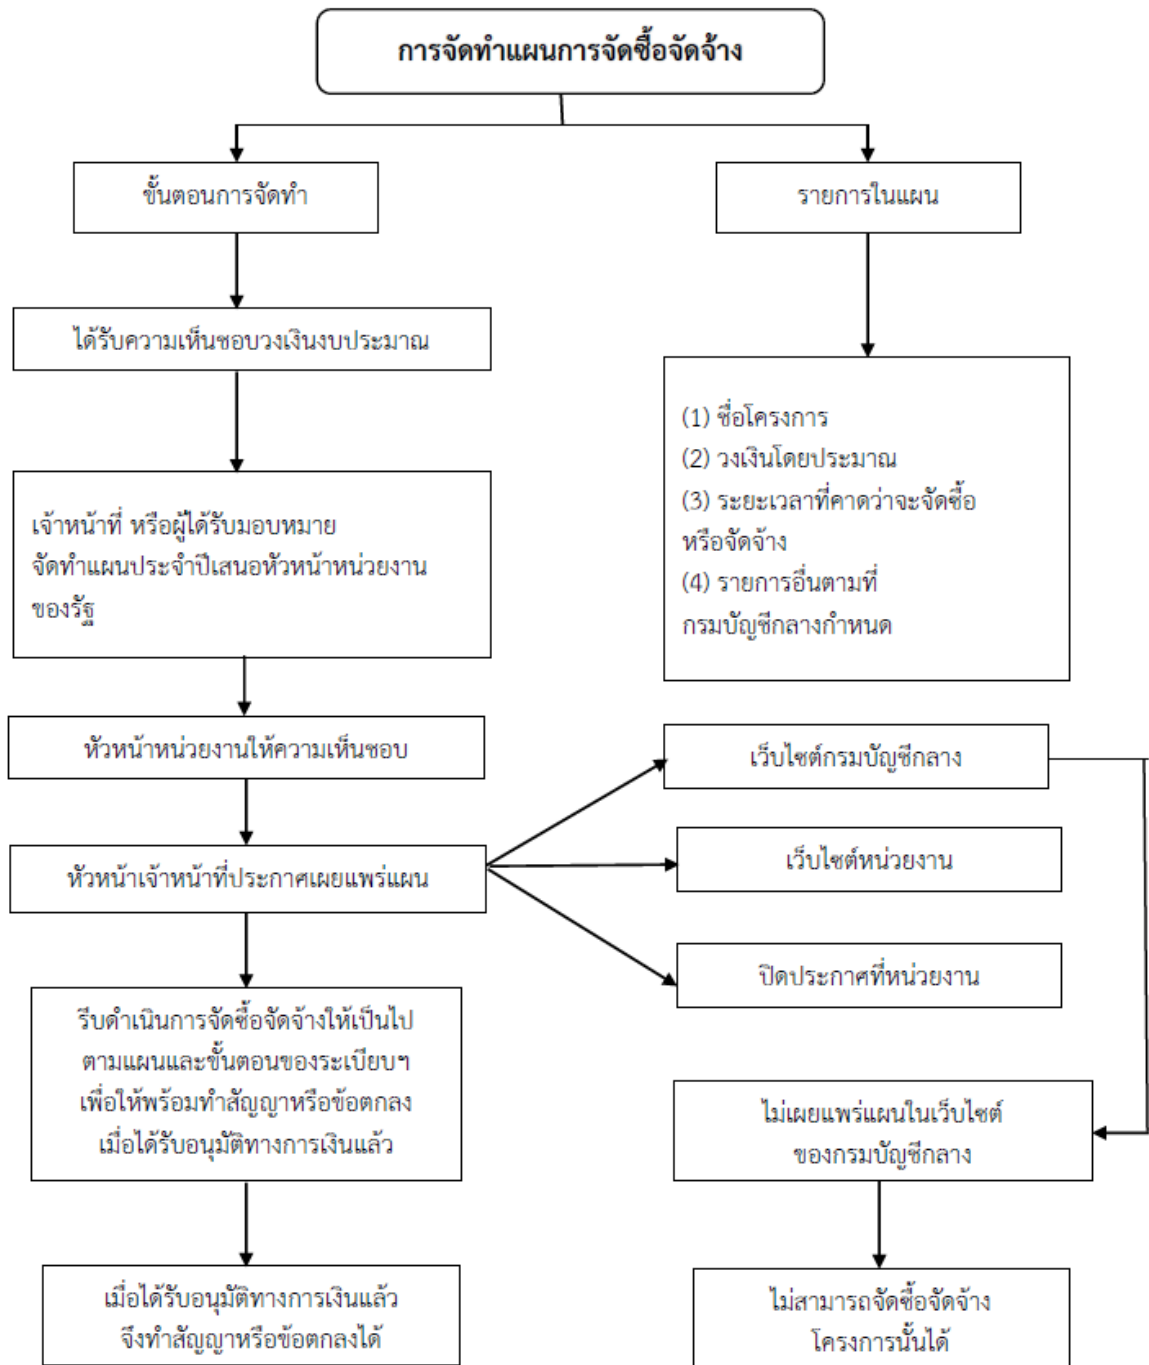 การจัดทำแผนการจัดซื้อจัดจ้าง
ขั้นตอนการจัดทำ
รายการในแผน
ได้รับความเห็นชอบวงเงินงบประมาณ
(1) ชื่อโครงการ
(2) วงเงินโดยประมาณ
(3) ระยะเวลาที่คาดว่าจะจัดซื้อ
หรือจัดจ้าง
(4) รายการอื่นตามที่
กรมบัญชีกลางกำหนด
เจ้าหน้าที่ หรือผู้ได้รับมอบหมาย
จัดทำแผนประจำปีเสนอหัวหน้าหน่วยงาน
ของรัฐ
หัวหน้าหน่วยงานให้ความเห็นชอบ
เว็บไซต์กรมบัญชีกลาง
หัวหน้าเจ้าหน้าที่ประกาศเผยแพร่แผน
เว็บไซต์หน่วยงาน
ปิดประกาศที่หน่วยงาน
รีบดำเนินการจัดซื้อจัดจ้างให้เป็นไป
ตามแผนและขั้นตอนของระเบียบฯ
เพื่อให้พร้อมทำสัญญาหรือข้อตกลง
เมื่อได้รับอนุมัติทางการเงินแล้ว
ไม่เผยแพร่แผนในเว็บไซต์
ของกรมบัญชีกลาง
เมื่อได้รับอนุมัติทางการเงินแล้ว
จึงทำสัญญาหรือข้อตกลงได้
ไม่สามารถจัดซื้อจัดจ้าง
โครงการนั้นได้